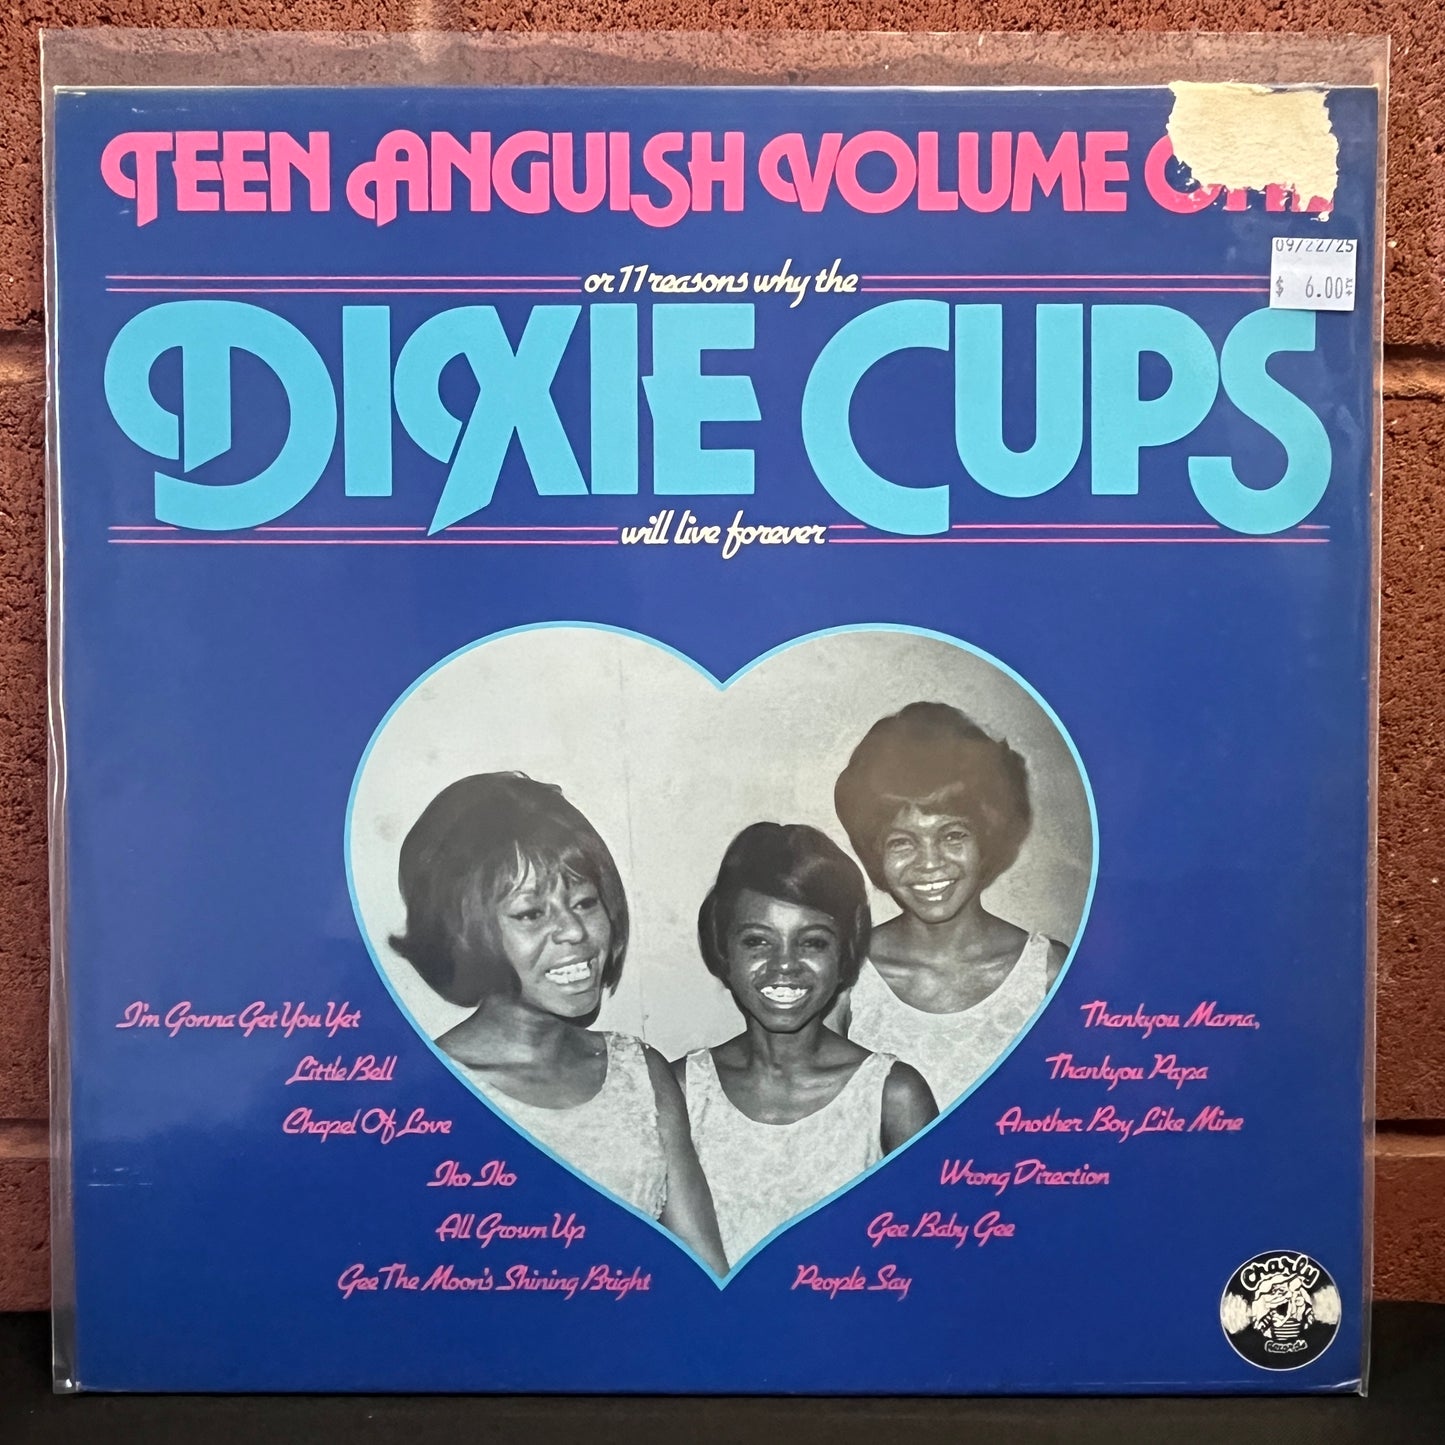 TEEN ANGUISH VOLUME
09/22/25
$ 6.00
or 11 reasons why the
DIXIE CUPS
will live forever
I'm Gonna Get You Yet
Little Bell
Chapel Of Love
Iko Iko
All Grown Up
Gee The Moon's Shining Bright
Thankyou Mama,
Thankyou Papa
Another Boy Like Mine
Wrong Direction
Gee Baby Gee
People Say
Charly
Records